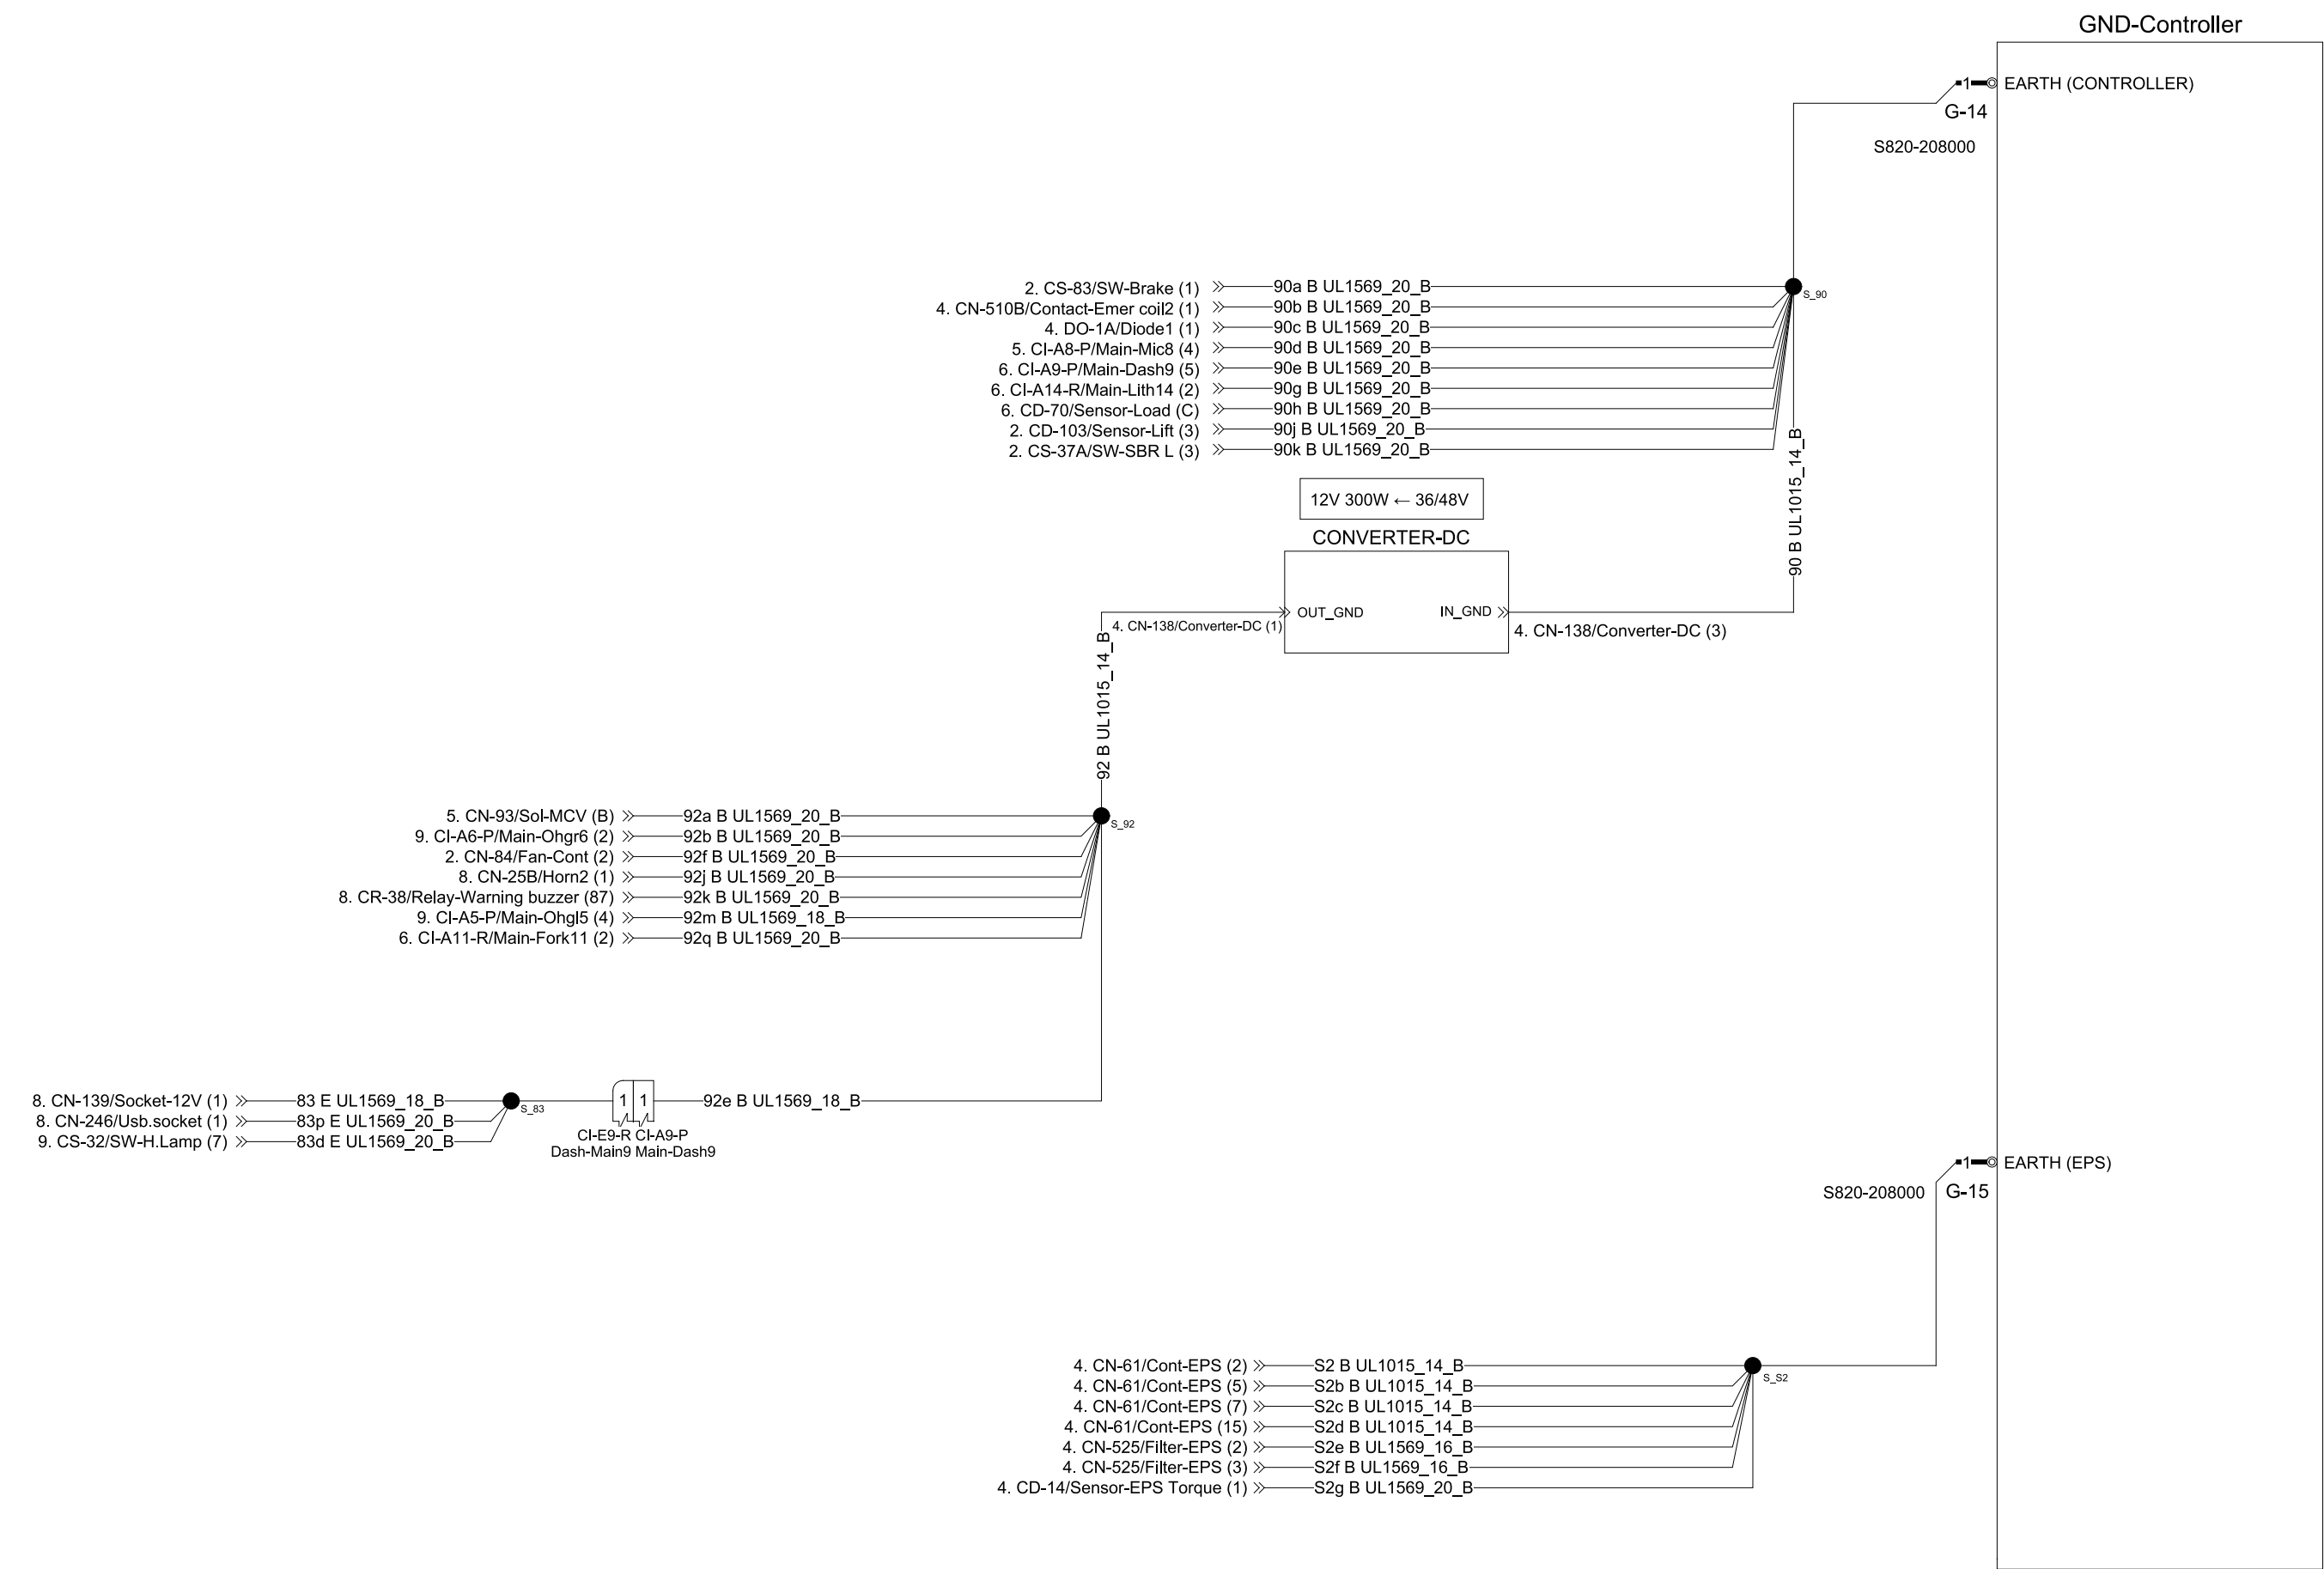 GND-Controller
1 EARTH (CONTROLLER)
G-14
S820-208000
2. CS-83/SW-Brake (1) 90a B UL1569_20_B
S_90
4. CN-510B/Contact-Emer coil2 (1) 90b B UL1569_20_B
4. DO-1A/Diode1 (1) 90c B UL1569_20_B
5. CI-A8-P/Main-Mic8 (4) 90d B UL1569_20_B
6. CI-A9-P/Main-Dash9 (5) 90e B UL1569_20_B
6. CI-A14-R/Main-Lith14 (2) 90g B UL1569_20_B
6. CD-70/Sensor-Load (C) 90h B UL1569_20_B
2. CD-103/Sensor-Lift (3) 90j B UL1569_20_B
2. CS-37A/SW-SBR L (3) 90k B UL1569_20_B
90 B UL1015_14_B
12V 300W ← 36/48V
CONVERTER-DC
OUT_GND IN_GND
4. CN-138/Converter-DC (1)
4. CN-138/Converter-DC (3)
92 B UL1015_14_B
5. CN-93/Sol-MCV (B) 92a B UL1569_20_B
S_92
9. CI-A6-P/Main-Ohgr6 (2) 92b B UL1569_20_B
2. CN-84/Fan-Cont (2) 92f B UL1569_20_B
8. CN-25B/Horn2 (1) 92j B UL1569_20_B
8. CR-38/Relay-Warning buzzer (87) 92k B UL1569_20_B
9. CI-A5-P/Main-Ohgl5 (4) 92m B UL1569_18_B
6. CI-A11-R/Main-Fork11 (2) 92q B UL1569_20_B
8. CN-139/Socket-12V (1) 83 E UL1569_18_B
S_83
1 1 92e B UL1569_18_B
8. CN-246/Usb.socket (1) 83p E UL1569_20_B
9. CS-32/SW-H.Lamp (7) 83d E UL1569_20_B
CI-E9-R CI-A9-P
Dash-Main9 Main-Dash9
1 EARTH (EPS)
S820-208000 G-15
4. CN-61/Cont-EPS (2) S2 B UL1015_14_B
S_S2
4. CN-61/Cont-EPS (5) S2b B UL1015_14_B
4. CN-61/Cont-EPS (7) S2c B UL1015_14_B
4. CN-61/Cont-EPS (15) S2d B UL1015_14_B
4. CN-525/Filter-EPS (2) S2e B UL1569_16_B
4. CN-525/Filter-EPS (3) S2f B UL1569_16_B
4. CD-14/Sensor-EPS Torque (1) S2g B UL1569_20_B